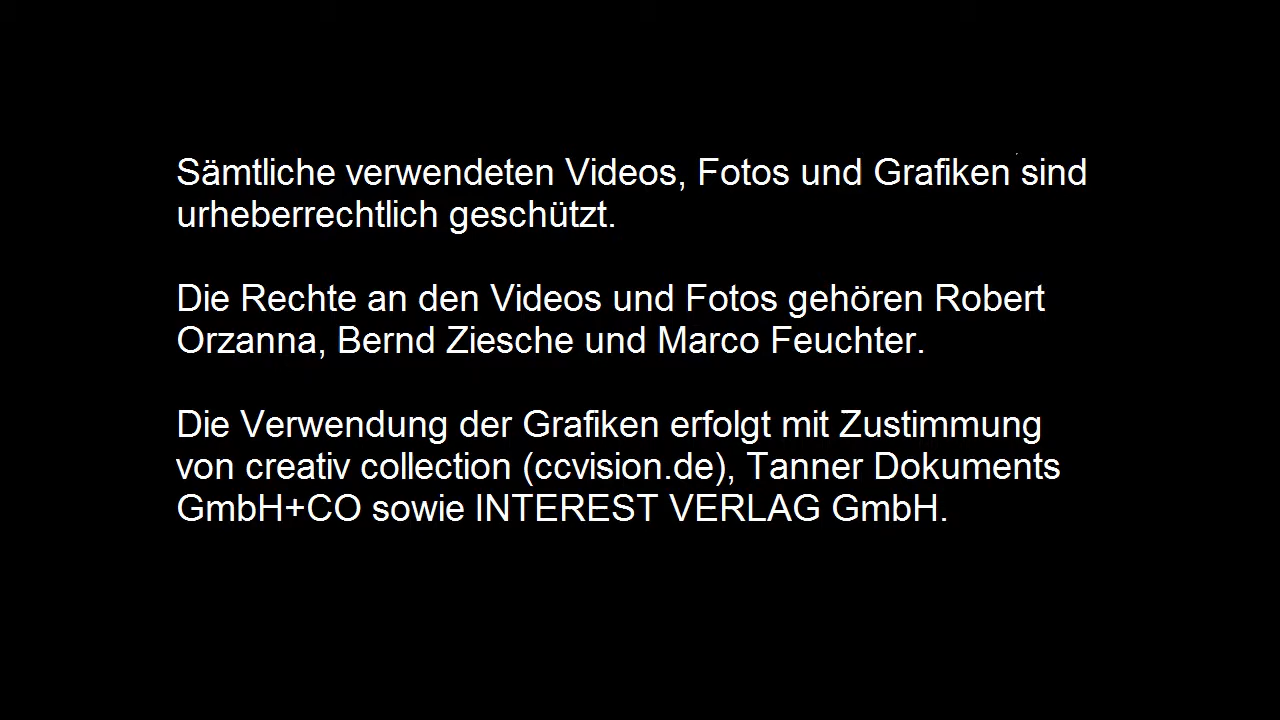 Sämtliche verwendeten Videos, Fotos und Grafiken sind
urheberrechtlich geschützt.
Die Rechte an den Videos und Fotos gehören Robert
Orzanna, Bernd Ziesche und Marco Feuchter.
Die Verwendung der Grafiken erfolgt mit Zustimmung
von creativ collection (ccvision.de), Tanner Dokuments
GmbH+CO sowie INTEREST VERLAG GmbH.